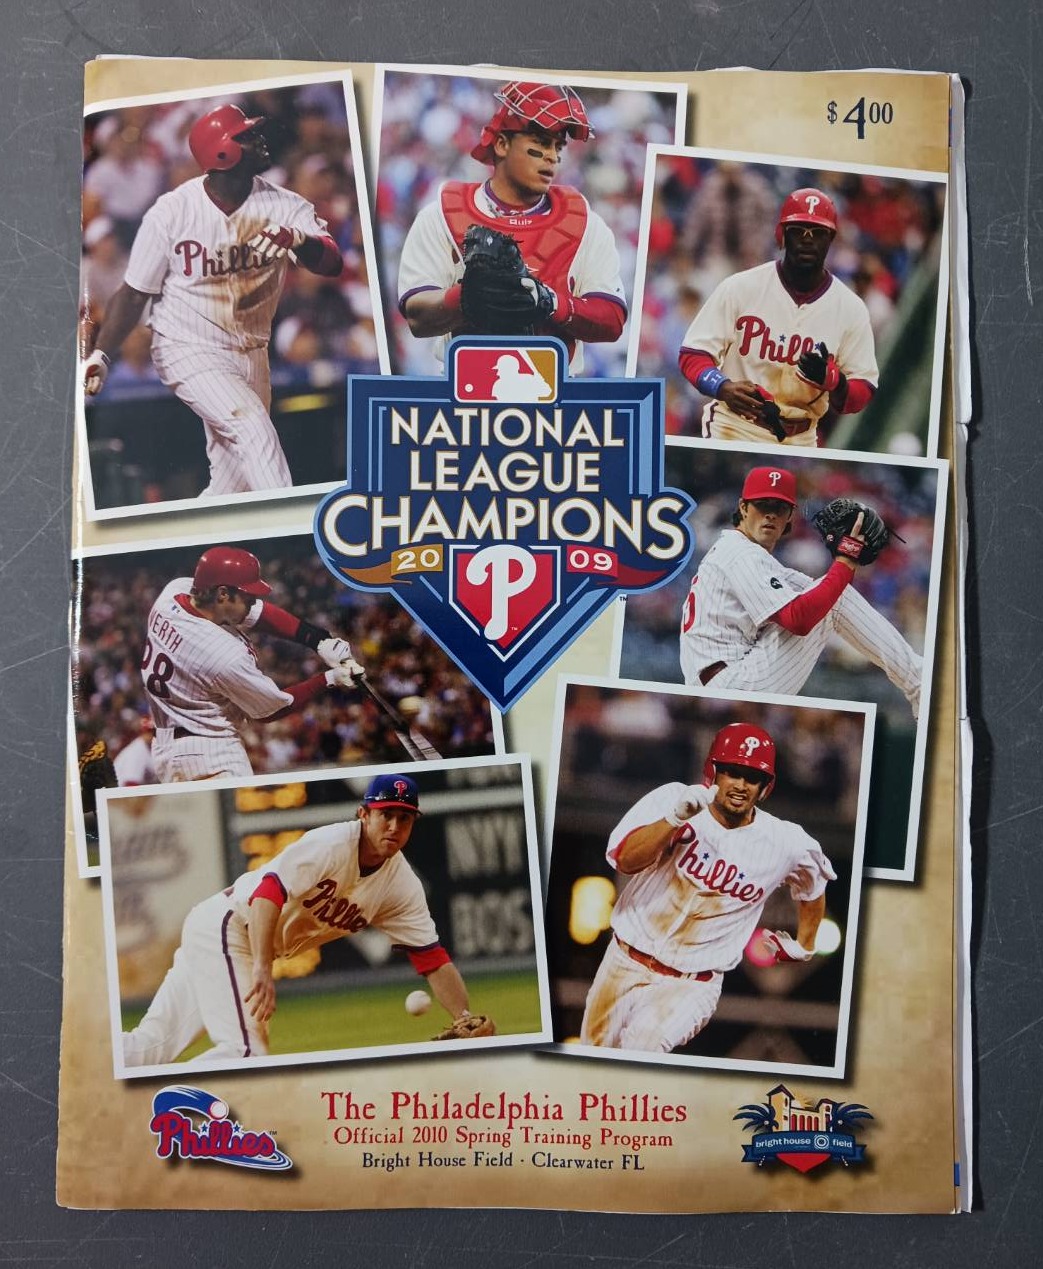 $4.00
Phillies
Ruiz
P
Phillies
NATIONAL
LEAGUE
CHAMPIONS
20 09
P
P
WERTH
28
P
P
Phillies
NYY
BOS
Phillies
Phillies
The Philadelphia Phillies
Official 2010 Spring Training Program
Bright House Field · Clearwater FL
bright house field